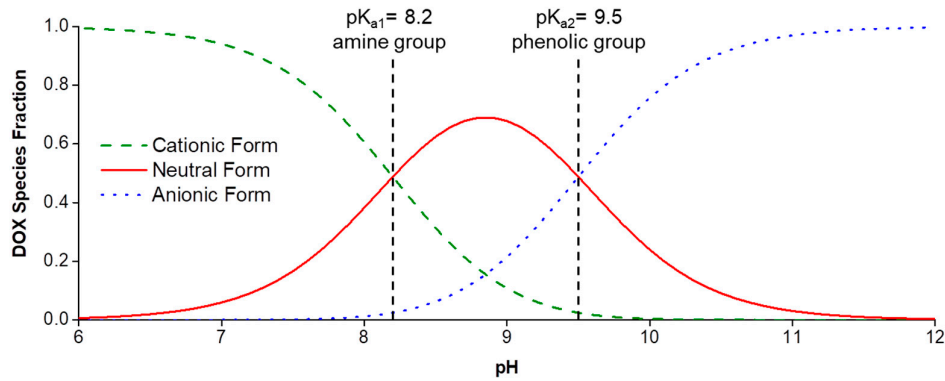 pKa1= 8.2
amine group
pKa2= 9.5
phenolic group
1.0
0.8
0.6
0.4
0.2
0.0
DOX Species Fraction
Cationic Form
Neutral Form
Anionic Form
6 7 8 9 10 11 12
pH